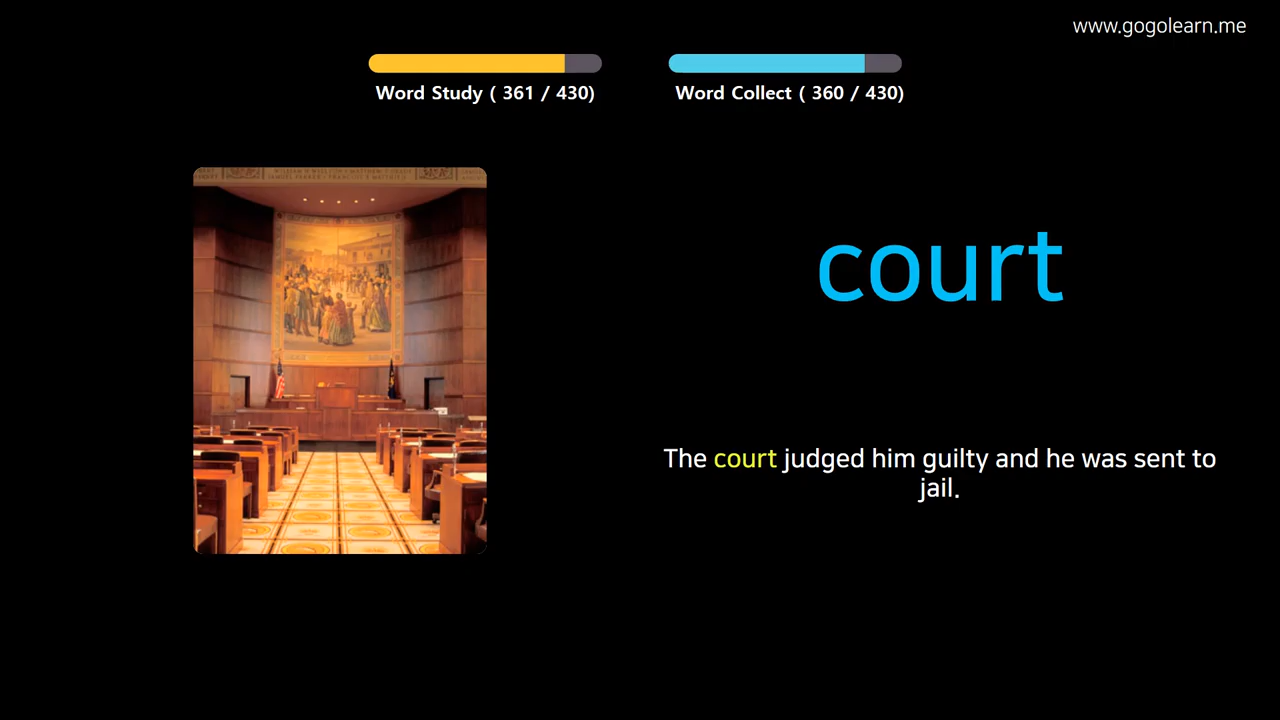 www.gogolearn.me
Word Study ( 361 / 430)
Word Collect ( 360 / 430)
court
The court judged him guilty and he was sent to
jail.